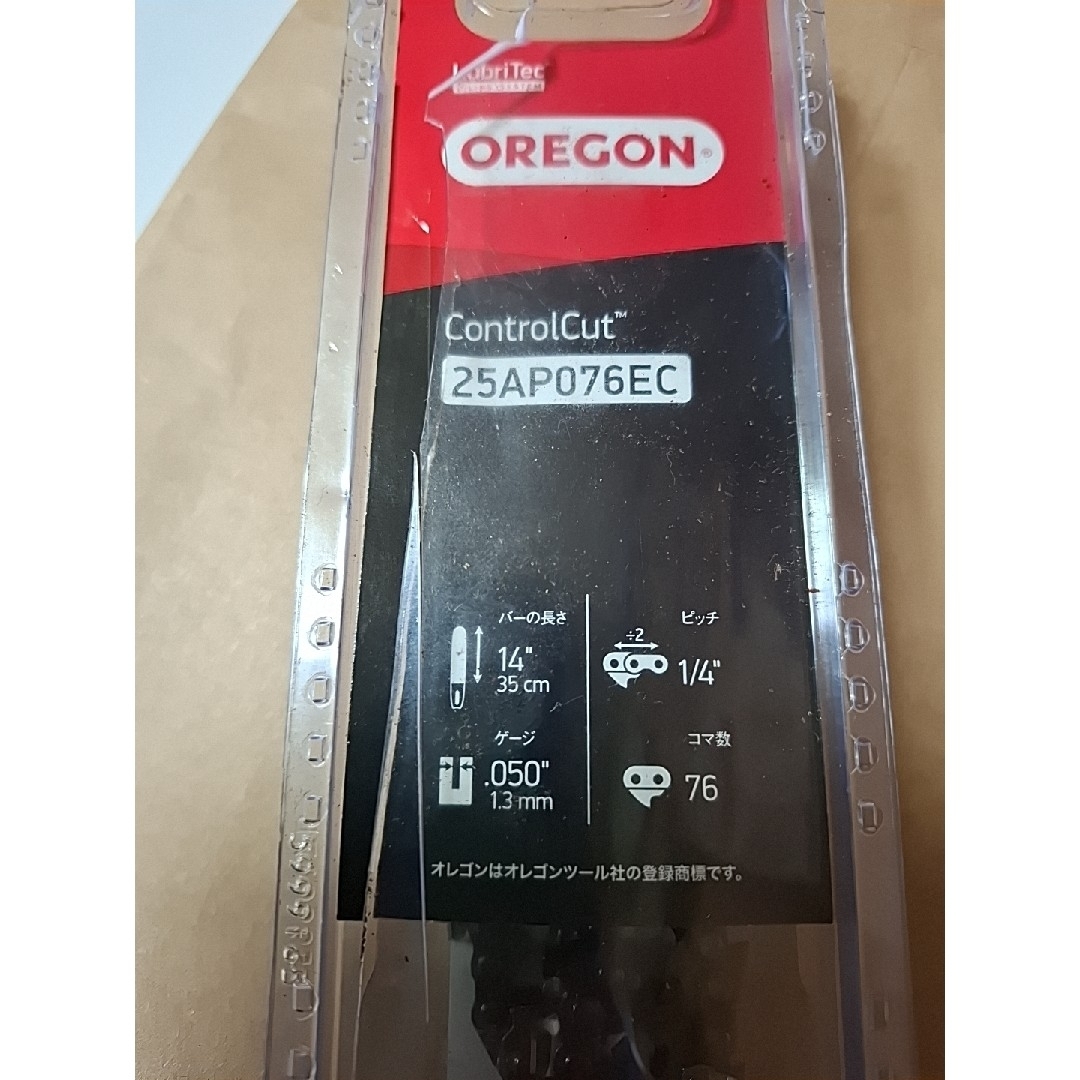 LubriTec
OREGON®
ControlCut™
25AP076EC
バーの長さ
14"
35 cm
ピッチ
÷2
1/4"
ゲージ
.050"
1.3 mm
コマ数
76
オレゴンはオレゴンツール社の登録商標です。